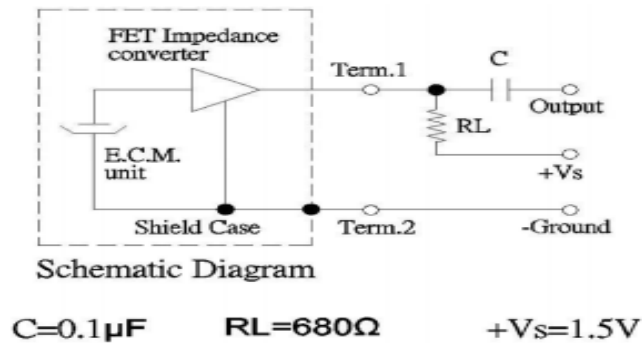 FET Impedance
converter
Term.1
C
Output
RL
+Vs
E.C.M.
unit
Shield Case
Term.2
-Ground
Schematic Diagram
C=0.1μF RL=680Ω +Vs=1.5V